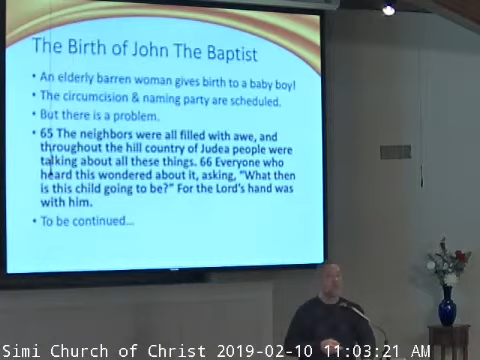 The Birth of John The Baptist
• An elderly barren woman gives birth to a baby boy!
• The circumcision & naming party are scheduled.
• But there is a problem.
• 65 The neighbors were all filled with awe, and
throughout the hill country of Judea people were
talking about all these things. 66 Everyone who
heard this wondered about it, asking, "What then
is this child going to be?" For the Lord's hand was
with him.
• To be continued...
Simi Church of Christ 2019-02-10 11:03:21 AM